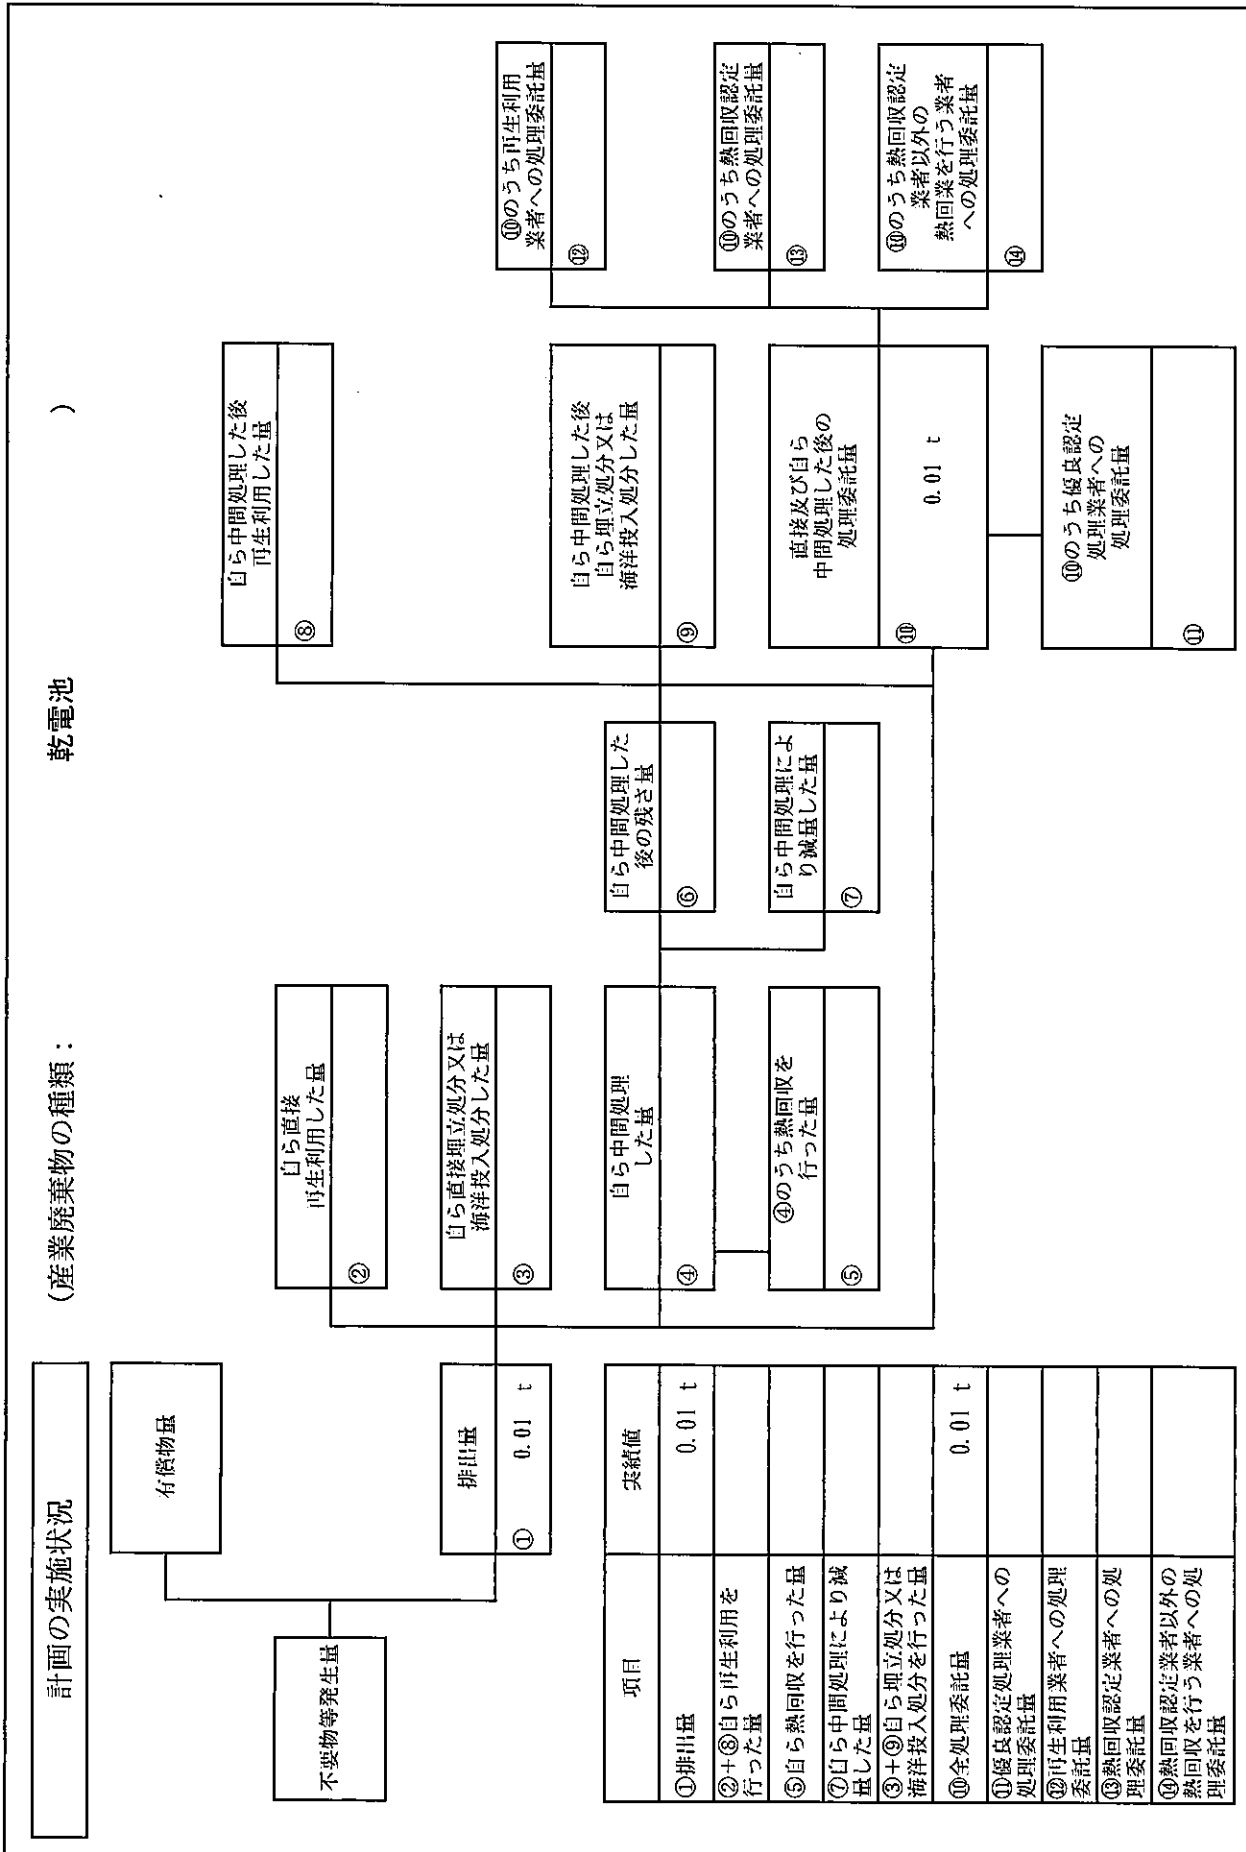 計画の実施状況
(産業廃棄物の種類:
乾電池
)
不要物等発生量
有償物量
排出量
① 0.01 t
自ら直接
再生利用した量
②
自ら直接埋立処分又は
海洋投入処分した量
③
自ら中間処理
した量
④
④のうち熱回収を
行った量
⑤
自ら中間処理した
後の残さ量
⑥
自ら中間処理によ
り減量した量
⑦
自ら中間処理した後
再生利用した量
⑧
自ら中間処理した後
自ら埋立処分又は
海洋投入処分した量
⑨
直接及び自ら
中間処理した後の
処理委託量
⑩ 0.01 t
⑩のうち優良認定
処理業者への
処理委託量
⑪
⑩のうち再生利用
業者への処理委託量
⑫
⑩のうち熱回収認定
業者への処理委託量
⑬
⑩のうち熱回収認定
業者以外の
熱回業を行う業者
への処理委託量
⑭
項目 実績値
①排出量 0.01 t
②+⑧自ら再生利用を
行った量
⑤自ら熱回収を行った量
⑦自ら中間処理により減
量した量
③+⑨自ら埋立処分又は
海洋投入処分を行った量
⑩全処理委託量 0.01 t
⑪優良認定処理業者への
処理委託量
⑫再生利用業者への処理
委託量
⑬熱回収認定業者への処
理委託量
⑭熱回収認定業者以外の
熱回収を行う業者への処
理委託量